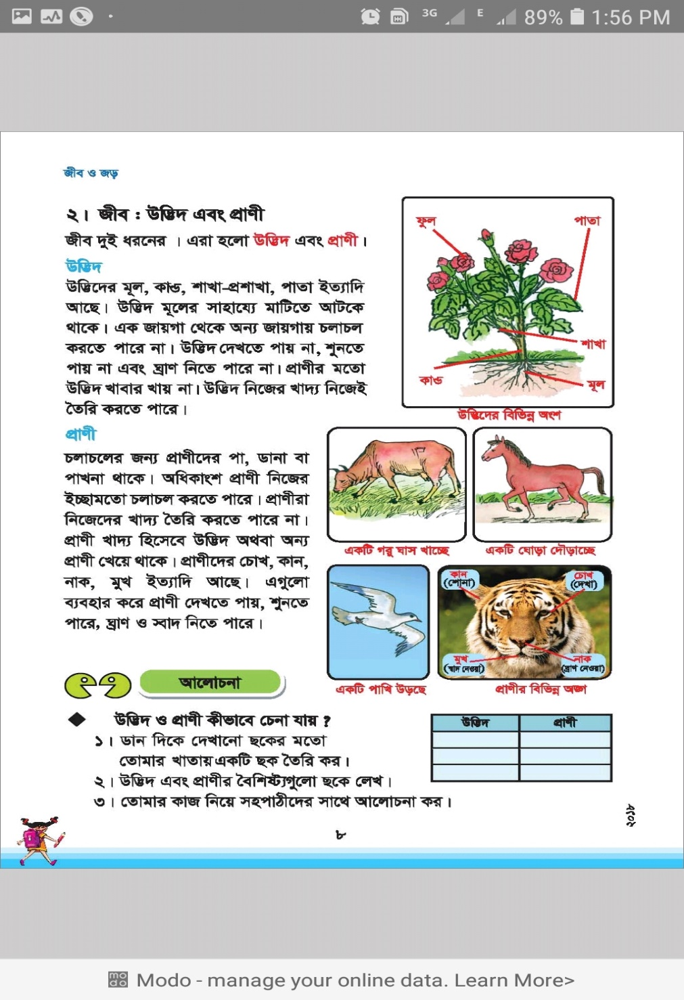 3G E 89% 1:56 PM
জীব ও জড়
২। জীব : উদ্ভিদ এবং প্রাণী
জীব দুই ধরনের । এরা হলো উদ্ভিদ এবং প্রাণী।
উদ্ভিদ
উদ্ভিদের মূল, কান্ড, শাখা-প্রশাখা, পাতা ইত্যাদি
আছে। উদ্ভিদ মূলের সাহায্যে মাটিতে আটকে
থাকে। এক জায়গা থেকে অন্য জায়গায় চলাচল
করতে পারে না। উদ্ভিদ দেখতে পায় না, শুনতে
পায় না এবং ঘ্রাণ নিতে পারে না। প্রাণীর মতো
উদ্ভিদ খাবার খায় না। উদ্ভিদ নিজের খাদ্য নিজেই
তৈরি করতে পারে।
ফুল
পাতা
শাখা
কান্ড
মূল
উদ্ভিদের বিভিন্ন অংশ
প্রাণী
চলাচলের জন্য প্রাণীদের পা, ডানা বা
পাখনা থাকে। অধিকাংশ প্রাণী নিজের
ইচ্ছামতো চলাচল করতে পারে। প্রাণীরা
নিজেদের খাদ্য তৈরি করতে পারে না।
প্রাণী খাদ্য হিসেবে উদ্ভিদ অথবা অন্য
প্রাণী খেয়ে থাকে। প্রাণীদের চোখ, কান,
নাক, মুখ ইত্যাদি আছে। এগুলো
ব্যবহার করে প্রাণী দেখতে পায়, শুনতে
পারে, ঘ্রাণ ও স্বাদ নিতে পারে।
একটি গরু ঘাস খাচ্ছে
একটি ঘোড়া দৌড়াচ্ছে
কান
(শোনা)
চোখ
(দেখা)
মুখ
(স্বাদ নেওয়া)
নাক
(ঘ্রাণ নেওয়া)
একটি পাখি উড়ছে
প্রাণীর বিভিন্ন অঙ্গ
আলোচনা
উদ্ভিদ ও প্রাণী কীভাবে চেনা যায় ?
১। ডান দিকে দেখানো ছকের মতো
তোমার খাতায় একটি ছক তৈরি কর।
২। উদ্ভিদ এবং প্রাণীর বৈশিষ্ট্যগুলো ছকে লেখ।
৩। তোমার কাজ নিয়ে সহপাঠীদের সাথে আলোচনা কর।
উদ্ভিদ প্রাণী
২০১৮
৮
modo Modo - manage your online data. Learn More>